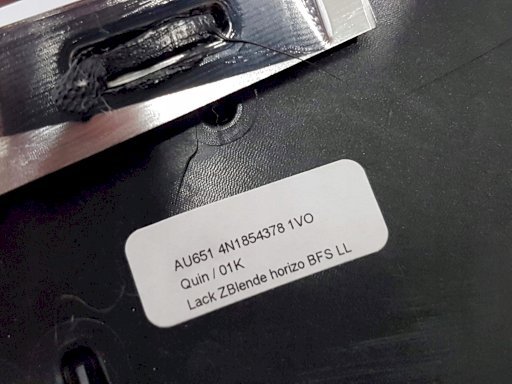 AU651 4N1854378 1VO
Quin / 01K
Lack ZBlende horizo BFS LL